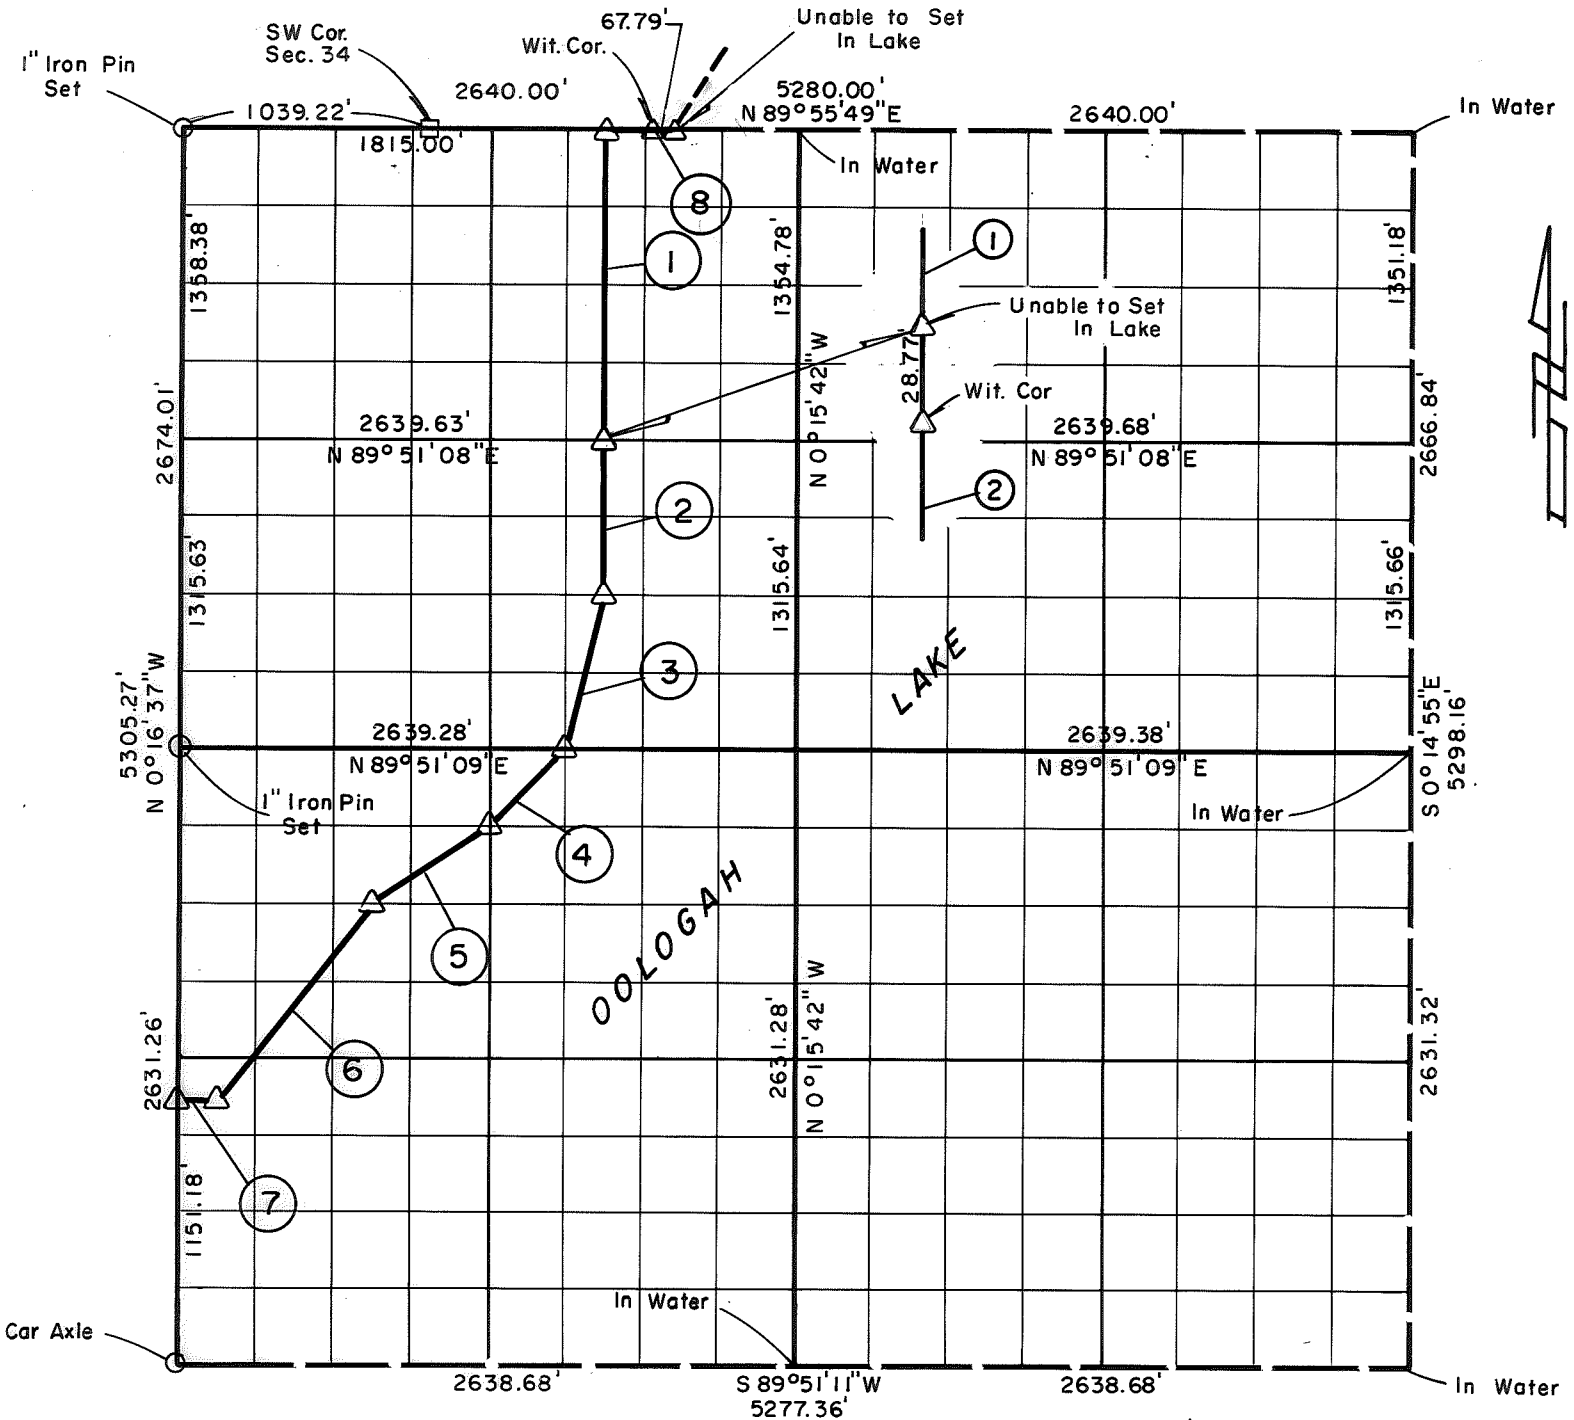 67.79'
Unable to Set
In Lake
SW Cor.
Sec. 34
Wit. Cor.
1" Iron Pin
Set
2640.00'
5280.00'
1039.22'
N 89°55'49"E
2640.00'
In Water
1815.00'
In Water
8
1
1
1358.38'
1354.78'
1351.18'
Unable to Set
In Lake
28.77'
N 0°15'42"W
Wit. Cor
2674.01'
2639.63'
N 89°51'08"E
2639.68'
N 89°51'08"E
2666.84'
2
2
1315.63'
1315.64'
1315.66'
LAKE
3
5305.27'
N 0°16'37"W
2639.28'
N 89°51'09"E
2639.38'
N 89°51'09"E
S 0°14'55"E
5298.16'
1" Iron Pin
Set
In Water
4
OOLOGAH
5
2631.26'
2631.28'
N 0°15'42"W
2631.32'
6
1151.18'
7
In Water
Car Axle
2638.68'
S 89°51'11"W
5277.36'
2638.68'
In Water